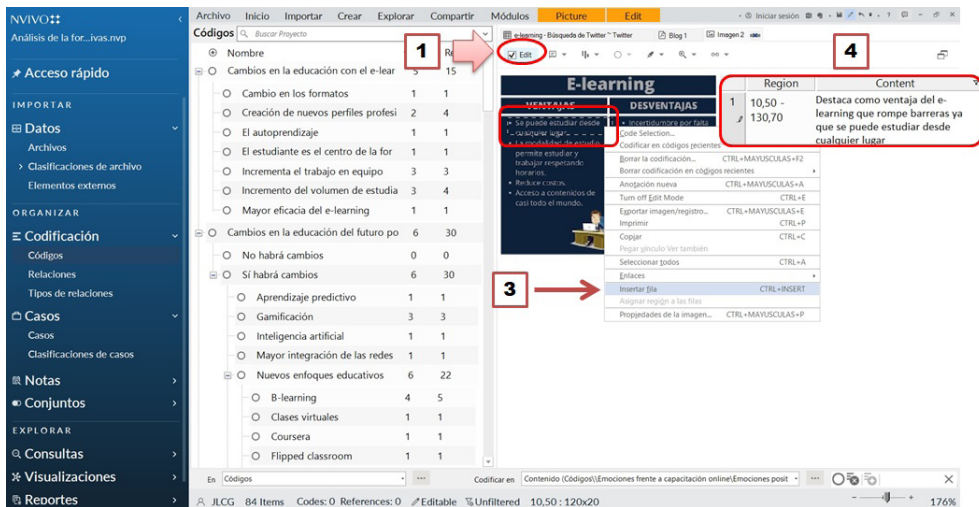 NVIVO
Análisis de la for...ivas.nvp
Acceso rápido
IMPORTAR
Datos
Archivos
Clasificaciones de archivo
Elementos externos
ORGANIZAR
Codificación
Códigos
Relaciones
Tipos de relaciones
Casos
Casos
Clasificaciones de casos
Notas
Conjuntos
EXPLORAR
Consultas
Visualizaciones
Reportes
Archivo Inicio Importar Crear Explorar Compartir Módulos Picture Edit
Iniciar sesión
Códigos Buscar Proyecto
Nombre Re
Cambios en la educación con el e-lear 5 15
Cambio en los formatos 1 1
Creación de nuevos perfiles profesi 2 4
El autoprendizaje 1 1
El estudiante es el centro de la for 1 1
Incrementa el trabajo en equipo 3 3
Incremento del volumen de estudia 3 4
Mayor eficacia del e-learning 1 1
Cambios en la educación del futuro po 6 30
No habrá cambios 0 0
Sí habrá cambios 6 30
Aprendizaje predictivo 1 1
Gamificación 3 3
Inteligencia artificial 1 1
Mayor integración de las redes 1 1
Nuevos enfoques educativos 6 22
B-learning 4 5
Clases virtuales 1 1
Coursera 1 1
Flipped classroom 1 1
1
e-learning - Búsqueda de Twitter ~ Twitter Blog 1 Imagen 2
Edit
E-learning
VENTAJAS
Se puede estudiar desde
cualquier lugar.
La modalidad de estudio
permite estudiar y
trabajar respetando
horarios.
Reduce costos.
Acceso a contenidos de
casi todo el mundo.
DESVENTAJAS
Incertidumbre por falta
Code Selection...
Codificar en códigos recientes
Borrar la codificación... CTRL+MAYUSCULAS+F2
Borrar codificación en códigos recientes
Anotación nueva CTRL+MAYUSCULAS+A
Turn off Edit Mode CTRL+E
Exportar imagen/registro... CTRL+MAYUSCULAS+E
Imprimir CTRL+P
Copiar CTRL+C
Pegar vínculo Ver también
Seleccionar todos CTRL+A
Enlaces
Insertar fila CTRL+INSERT
Asignar región a las filas
Propiedades de la imagen... CTRL+MAYUSCULAS+P
3
4
Region Content
1 10,50 - Destaca como ventaja del e-
130,70 learning que rompe barreras ya
que se puede estudiar desde
cualquier lugar
En Códigos
Codificar en Contenido (Códigos\\Emociones frente a capacitación online\Emociones posit
JLCG 84 Items Codes: 0 References: 0 Editable Unfiltered 10,50 : 120x20 176%